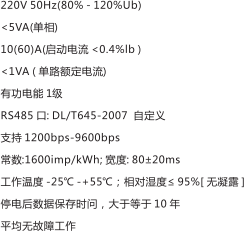 220V 50Hz(80% - 120%Ub)
<5VA(单相)
10(60)A(启动电流 <0.4%lb )
<1VA ( 单路额定电流)
有功电能 1级
RS485 口: DL/T645-2007  自定义
支持 1200bps-9600bps
常数:1600imp/kWh; 宽度: 80±20ms
工作温度 -25℃ -+55℃；相对湿度≤ 95%[ 无凝露 ]
停电后数据保存时间，大于等于 10 年
平均无故障工作